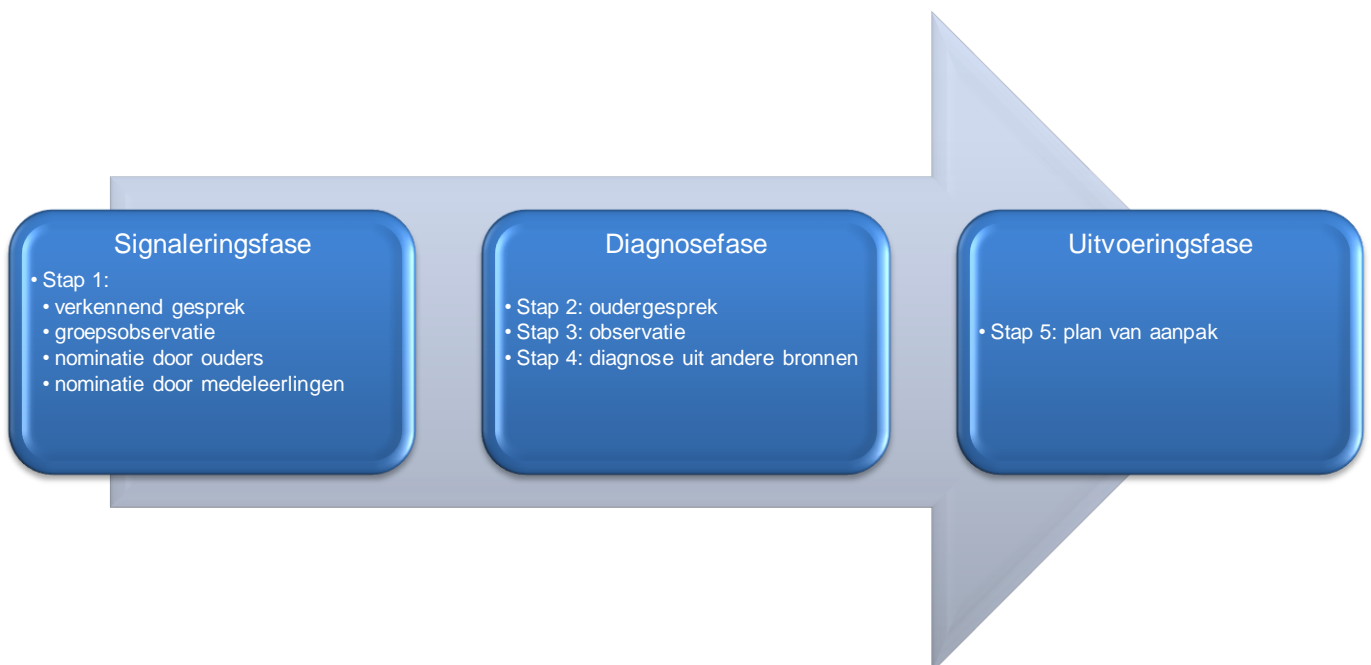 Signaleringsfase
• Stap 1:
• verkennend gesprek
• groepsobservatie
• nominatie door ouders
• nominatie door medeleerlingen
Diagnosefase
• Stap 2: oudergesprek
• Stap 3: observatie
• Stap 4: diagnose uit andere bronnen
Uitvoeringsfase
• Stap 5: plan van aanpak